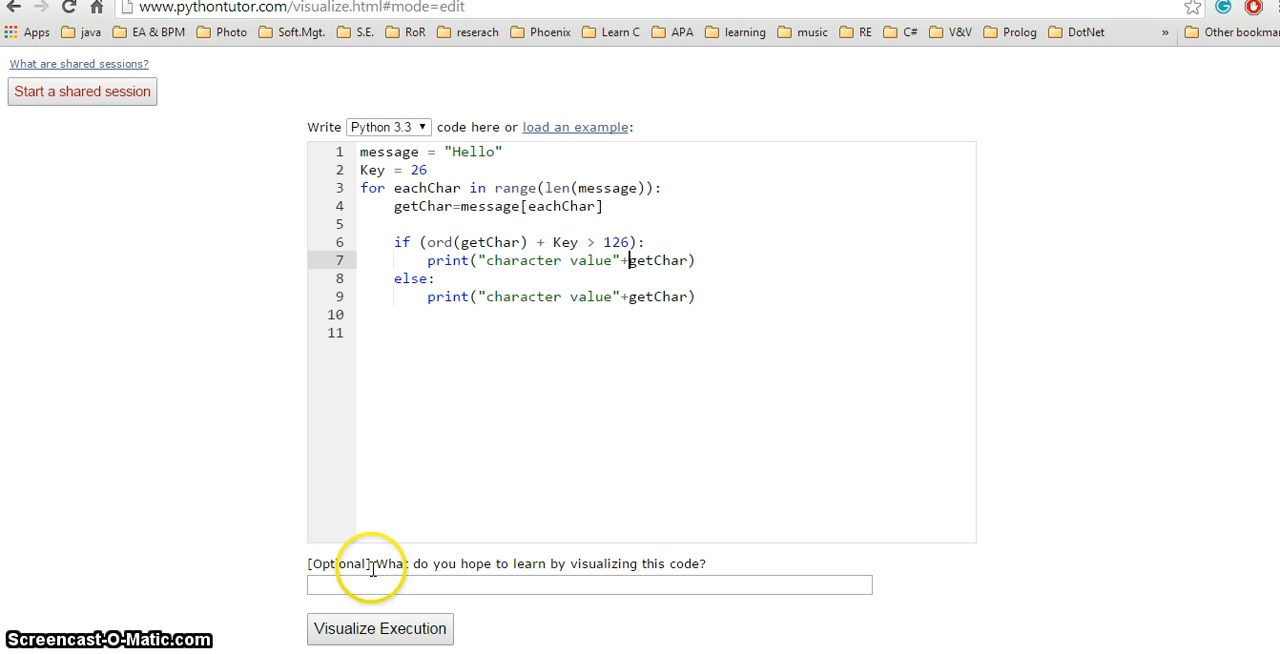 www.pythontutor.com/visualize.html#mode=edit
Apps java EA & BPM Photo Soft.Mgt. S.E. RoR reserach Phoenix Learn C APA learning music RE C# V&V Prolog DotNet » Other bookma
What are shared sessions?
Start a shared session
Write Python 3.3 ▼ code here or load an example:
1 message = "Hello"
2 Key = 26
3 for eachChar in range(len(message)):
4 getChar=message[eachChar]
5
6 if (ord(getChar) + Key > 126):
7 print("character value"+getChar)
8 else:
9 print("character value"+getChar)
10
11
[Optional] What do you hope to learn by visualizing this code?
Visualize Execution
Screencast-O-Matic.com